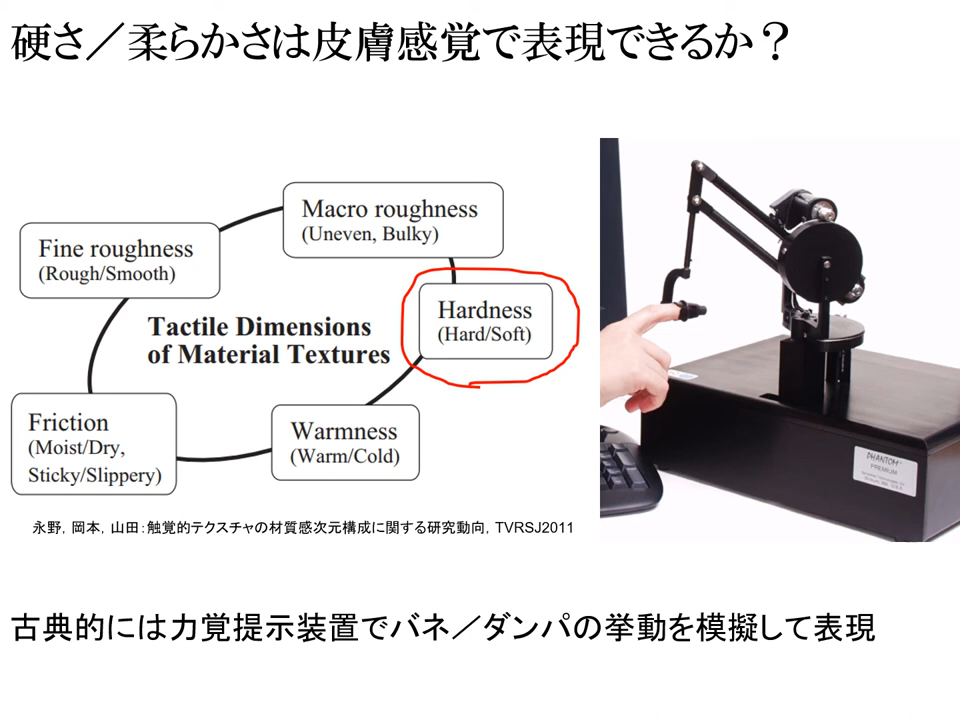 硬さ／柔らかさは皮膚感覚で表現できるか？
Macro roughness
(Uneven, Bulky)
Fine roughness
(Rough/Smooth)
Hardness
(Hard/Soft)
Tactile Dimensions
of Material Textures
Friction
(Moist/Dry,
Sticky/Slippery)
Warmness
(Warm/Cold)
PHANTOM
PREMIUM
永野，岡本，山田：触覚的テクスチャの材質感次元構成に関する研究動向，TVRSJ2011
古典的には力覚提示装置でバネ／ダンパの挙動を模擬して表現